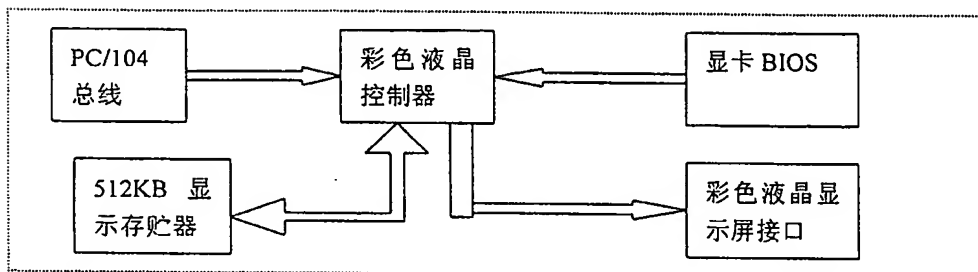 PC/104
总线
彩色液晶
控制器
显卡 BIOS
512KB 显
示存贮器
彩色液晶显
示屏接口